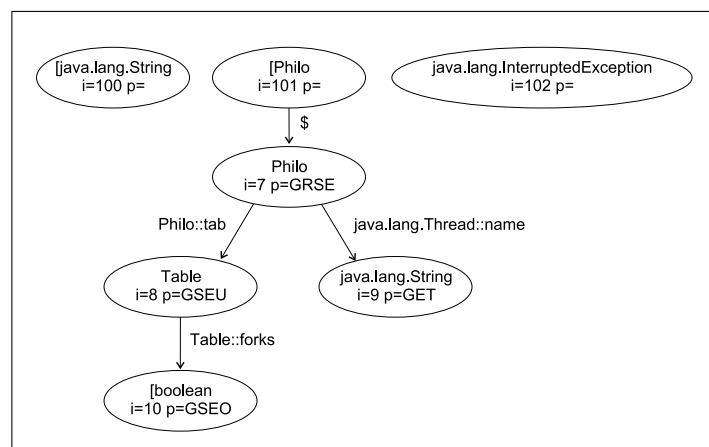 [java.lang.String
i=100 p=
[Philo
i=101 p=
java.lang.InterruptedException
i=102 p=
$
Philo
i=7 p=GRSE
Philo::tab
java.lang.Thread::name
Table
i=8 p=GSEU
java.lang.String
i=9 p=GET
Table::forks
[boolean
i=10 p=GSEO